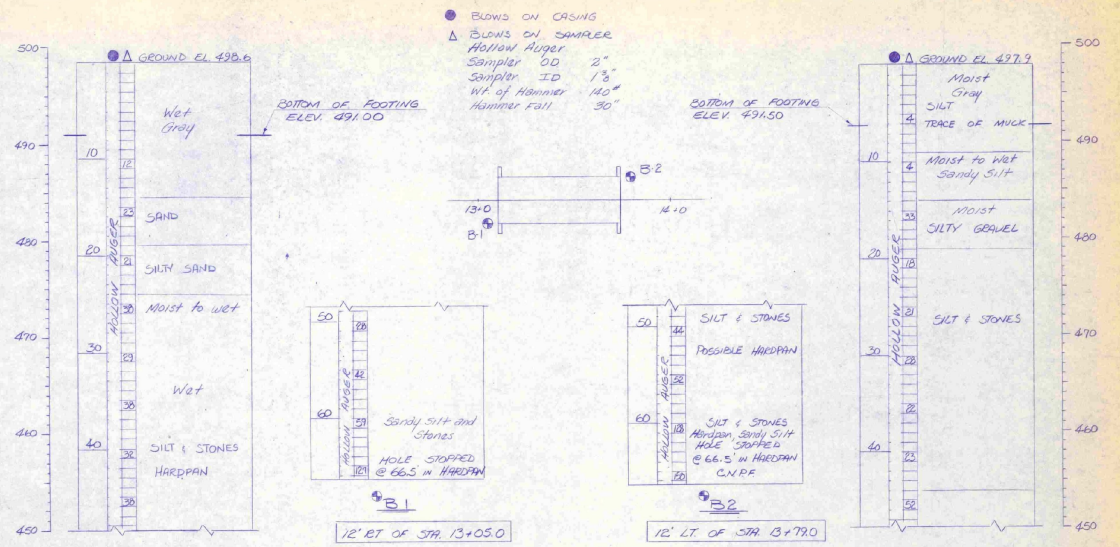 BLOWS ON CASING
Δ BLOWS ON SAMPLER
Hollow Auger
Sampler OD 2"
Sampler ID 1⅜"
Wt. of Hammer 140#
Hammer Fall 30"
500
490
480
470
460
450
Δ GROUND EL. 498.6
Wet
Gray
BOTTOM OF FOOTING
ELEV. 491.00
10
12
23
SAND
20
21
SILTY SAND
HOLLOW AUGER
Moist to wet
30
29
Wet
38
40
SILT & STONES
32
HARDPAN
38
13+0
14+0
B-2
B-1
50
28
42
60
59
HOLLOW AUGER
Sandy Silt and
Stones
HOLE STOPPED
@ 66.5' IN HARDPAN
B1
12' RT OF STA. 13+05.0
50
SILT & STONES
44
POSSIBLE HARDPAN
52
60
HOLLOW AUGER
SILT & STONES
Hardpan, Sandy Silt
HOLE STOPPED
@ 66.5' IN HARDPAN
G.N.P.F.
B2
12' LT. OF STA. 13+79.0
Δ GROUND EL. 497.9
BOTTOM OF FOOTING
ELEV. 491.50
Moist
Gray
SILT
4
TRACE OF MUCK
10
4
Moist to Wet
Sandy Silt
33
Moist
SILTY GRAVEL
20
18
HOLLOW AUGER
21
SILT & STONES
30
28
22
40
23
52
500
490
480
470
460
450